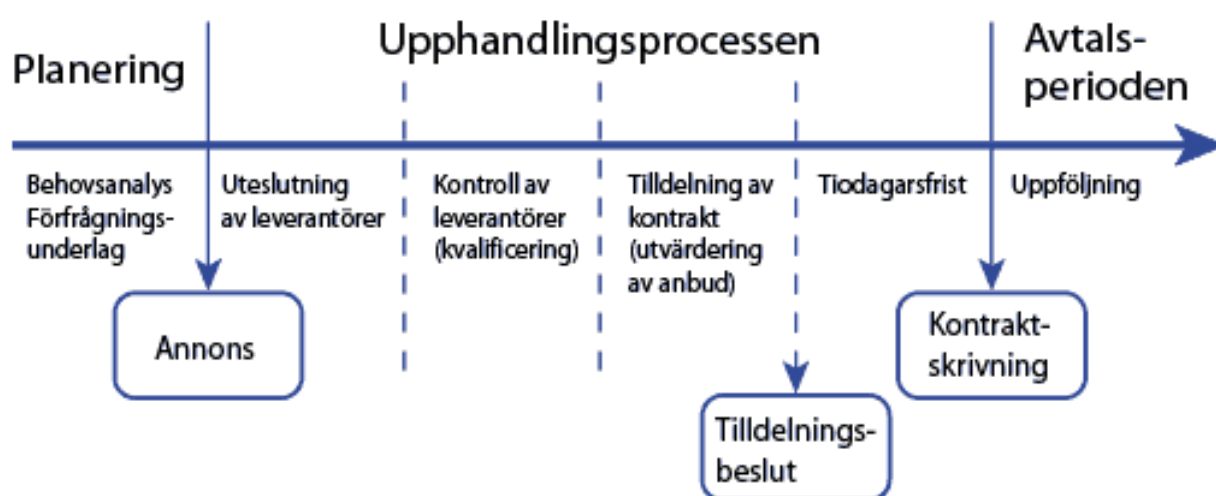 Planering
Upphandlingsprocessen
Avtals-
perioden
Behovsanalys
Förfrågnings-
underlag
Uteslutning
av leverantörer
Kontroll av
leverantörer
(kvalificering)
Tilldelning av
kontrakt
(utvärdering
av anbud)
Tiodagarsfrist
Uppföljning
Annons
Tilldelnings-
beslut
Kontrakt-
skrivning